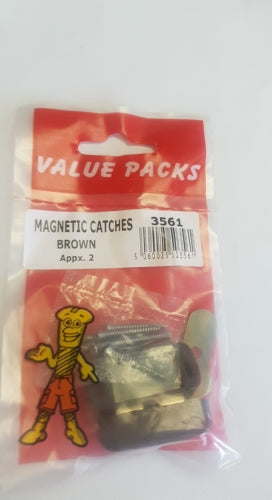 VALUE PACKS
MAGNETIC CATCHES 3561
BROWN
Appx. 2